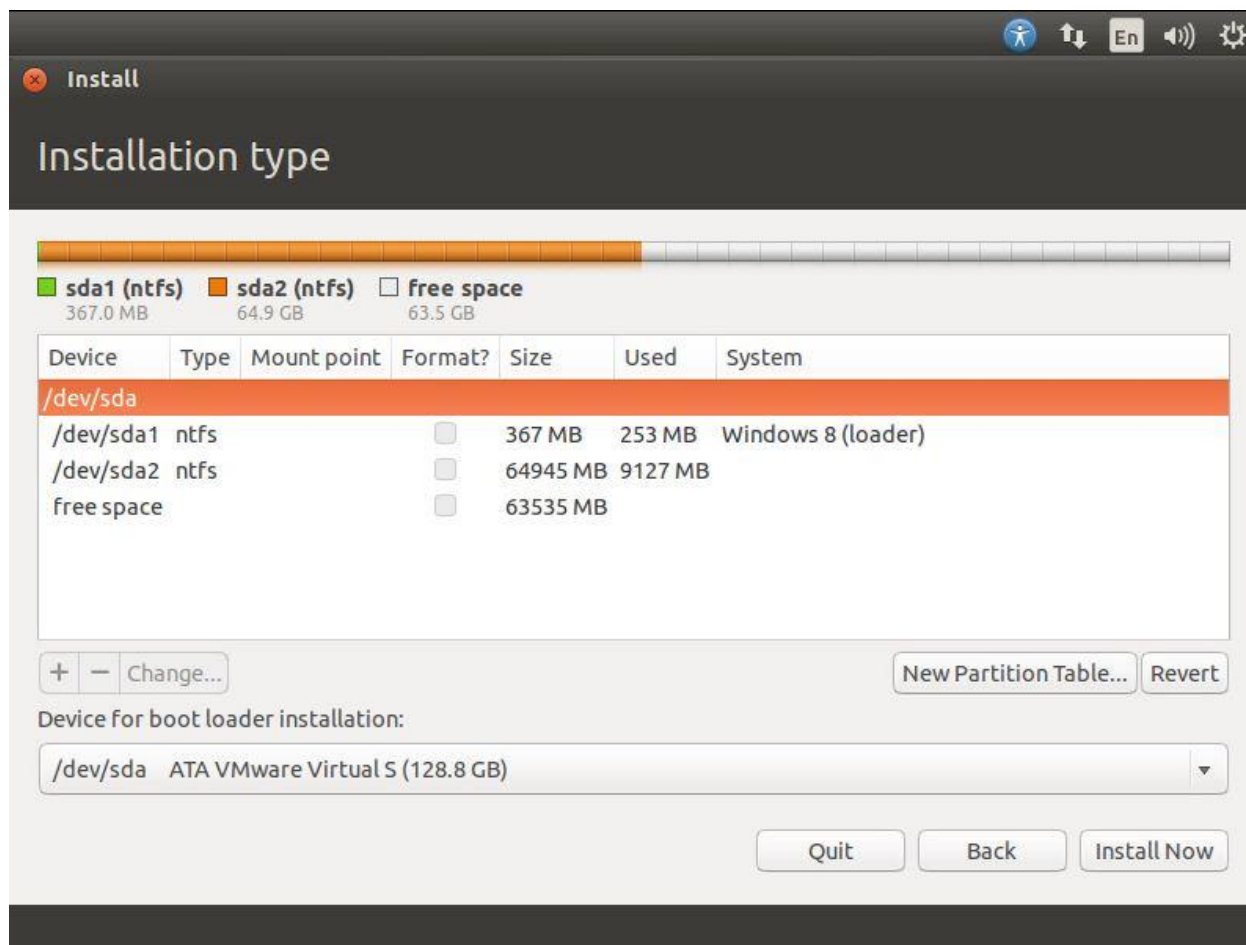 En
Install
Installation type
sda1 (ntfs) sda2 (ntfs) free space
367.0 MB 64.9 GB 63.5 GB
Device Type Mount point Format? Size Used System
/dev/sda
/dev/sda1 ntfs 367 MB 253 MB Windows 8 (loader)
/dev/sda2 ntfs 64945 MB 9127 MB
free space 63535 MB
+ − Change... New Partition Table... Revert
Device for boot loader installation:
/dev/sda ATA VMware Virtual S (128.8 GB)
Quit Back Install Now